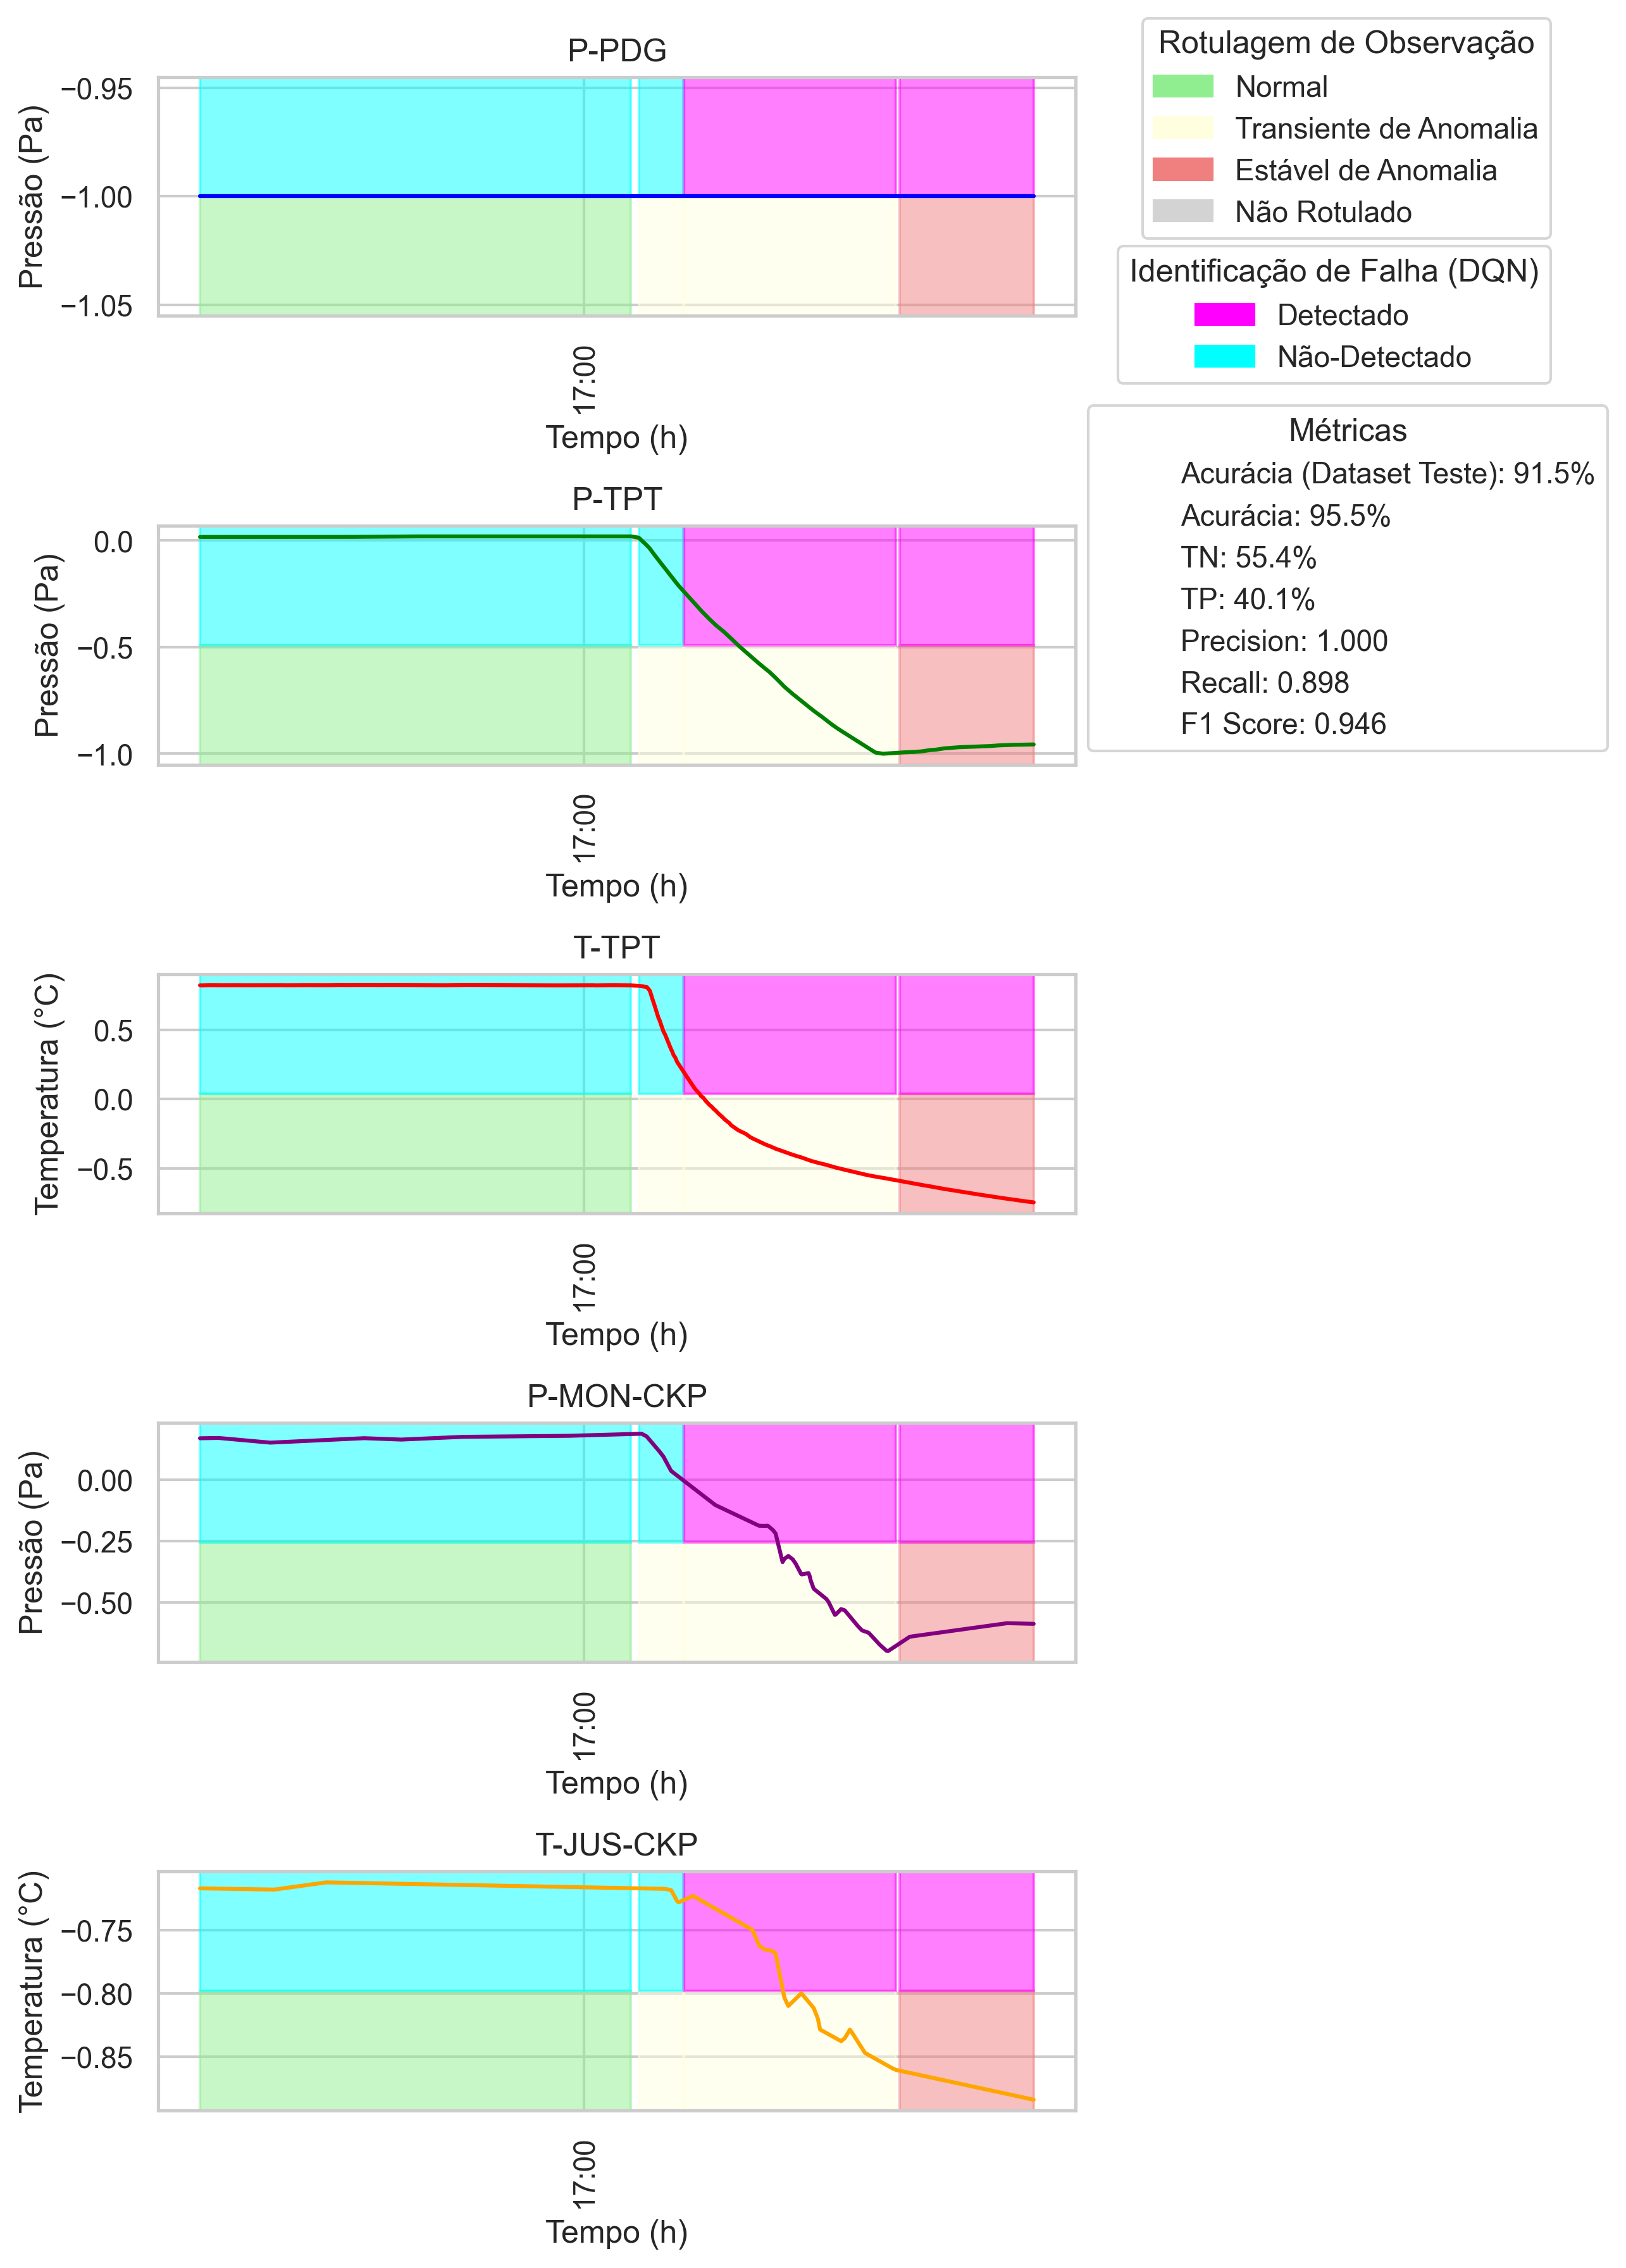 P-PDG
Pressão (Pa)
−0.95
−1.00
−1.05
17:00
Tempo (h)
Rotulagem de Observação
Normal
Transiente de Anomalia
Estável de Anomalia
Não Rotulado
Identificação de Falha (DQN)
Detectado
Não-Detectado
Métricas
Acurácia (Dataset Teste): 91.5%
Acurácia: 95.5%
TN: 55.4%
TP: 40.1%
Precision: 1.000
Recall: 0.898
F1 Score: 0.946
P-TPT
Pressão (Pa)
0.0
−0.5
−1.0
17:00
Tempo (h)
T-TPT
Temperatura (°C)
0.5
0.0
−0.5
17:00
Tempo (h)
P-MON-CKP
Pressão (Pa)
0.00
−0.25
−0.50
17:00
Tempo (h)
T-JUS-CKP
Temperatura (°C)
−0.75
−0.80
−0.85
17:00
Tempo (h)